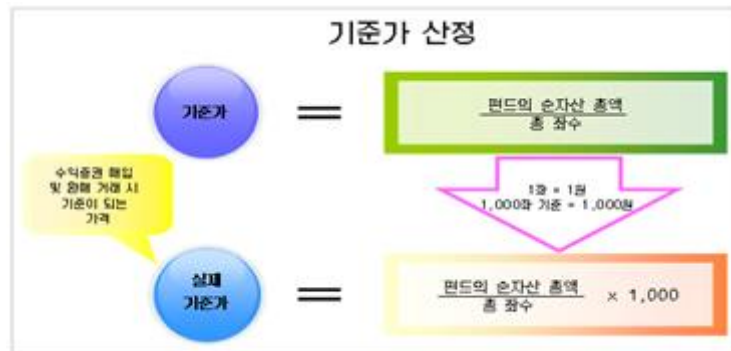 기준가 산정
기준가
=
펀드의 순자산 총액
총 좌수
수익증권 매입
및 환매 거래 시
기준이 되는
가격
1좌 = 1원
1,000좌 기준 = 1,000원
실제
기준가
=
펀드의 순자산 총액
총 좌수
× 1,000